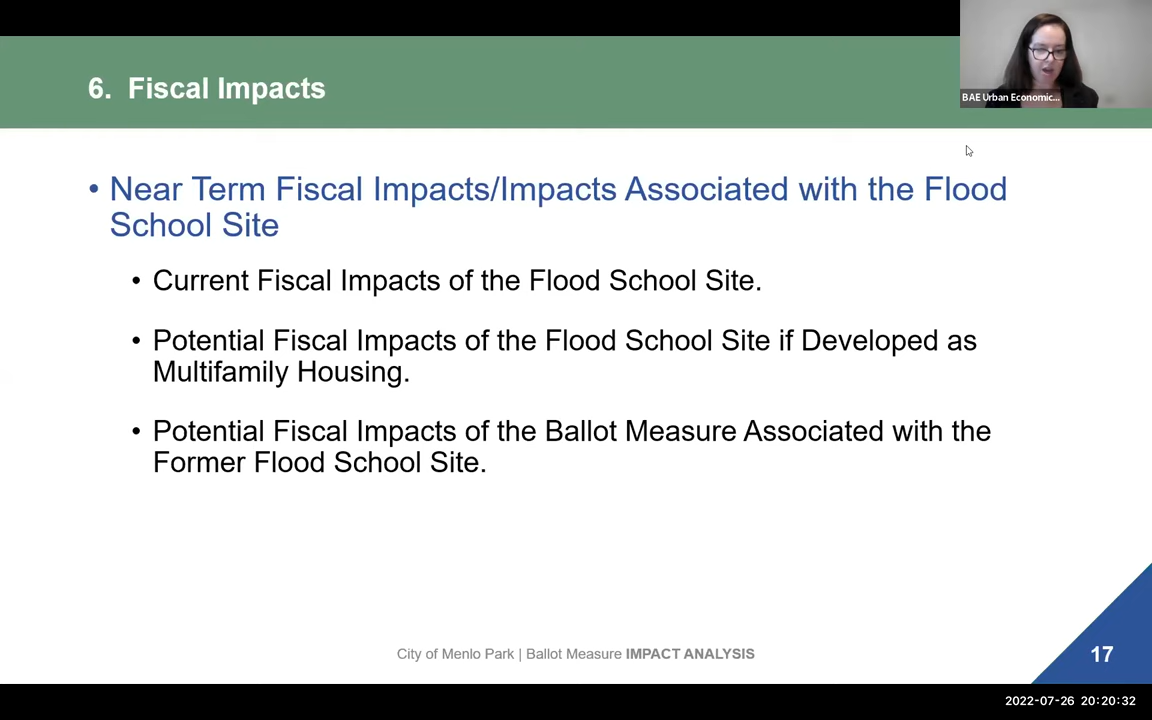 6. Fiscal Impacts
BAE Urban Economic...
• Near Term Fiscal Impacts/Impacts Associated with the Flood
School Site
• Current Fiscal Impacts of the Flood School Site.
• Potential Fiscal Impacts of the Flood School Site if Developed as
Multifamily Housing.
• Potential Fiscal Impacts of the Ballot Measure Associated with the
Former Flood School Site.
City of Menlo Park | Ballot Measure IMPACT ANALYSIS
17
2022-07-26 20:20:32